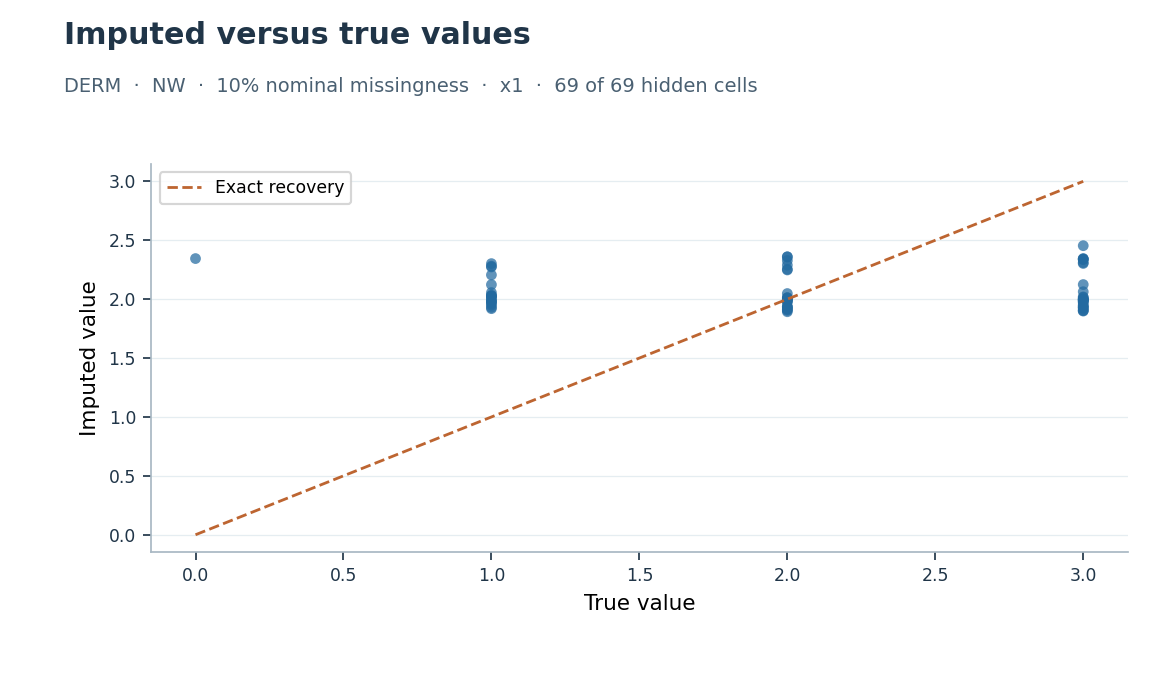 Imputed versus true values
DERM · NW · 10% nominal missingness · x1 · 69 of 69 hidden cells
Exact recovery
3.0
2.5
2.0
1.5
1.0
0.5
0.0
Imputed value
0.0 0.5 1.0 1.5 2.0 2.5 3.0
True value